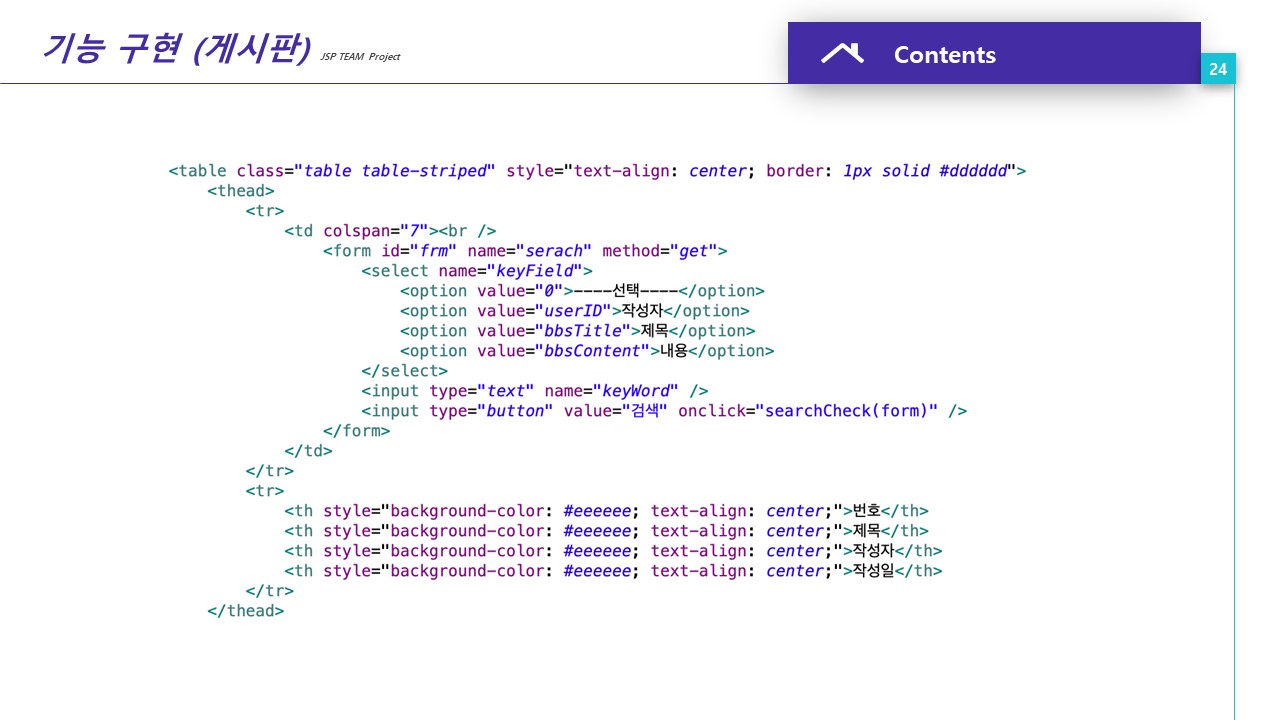 기능 구현 (게시판) JSP TEAM Project
Contents
24
<table class="table table-striped" style="text-align: center; border: 1px solid #dddddd">
    <thead>
        <tr>
            <td colspan="7"><br />
                <form id="frm" name="serach" method="get">
                    <select name="keyField">
                        <option value="0">----선택----</option>
                        <option value="userID">작성자</option>
                        <option value="bbsTitle">제목</option>
                        <option value="bbsContent">내용</option>
                    </select>
                    <input type="text" name="keyWord" />
                    <input type="button" value="검색" onclick="searchCheck(form)" />
                </form>
            </td>
        </tr>
        <tr>
            <th style="background-color: #eeeeee; text-align: center;">번호</th>
            <th style="background-color: #eeeeee; text-align: center;">제목</th>
            <th style="background-color: #eeeeee; text-align: center;">작성자</th>
            <th style="background-color: #eeeeee; text-align: center;">작성일</th>
        </tr>
    </thead>